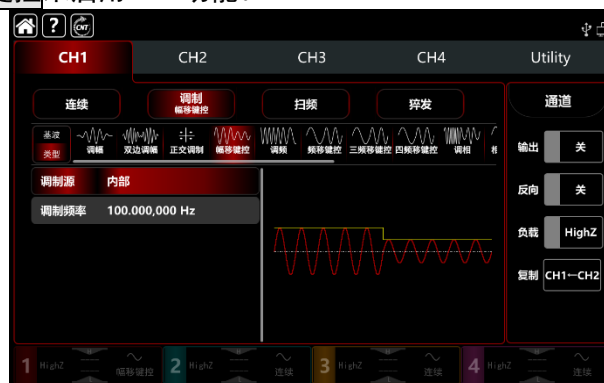 CNT
CH1 CH2 CH3 CH4 Utility
连续 调制 扫频 猝发 通道
幅移键控
基波
类型 调幅 双边调幅 正交调制 幅移键控 调频 频移键控 三频移键控 四频移键控 调相
输出 关
调制源 内部
反向 关
调制频率 100.000,000 Hz
负载 HighZ
复制 CH1←CH2
1 HighZ 幅移键控 2 HighZ 连续 3 HighZ 连续 4 HighZ 连续